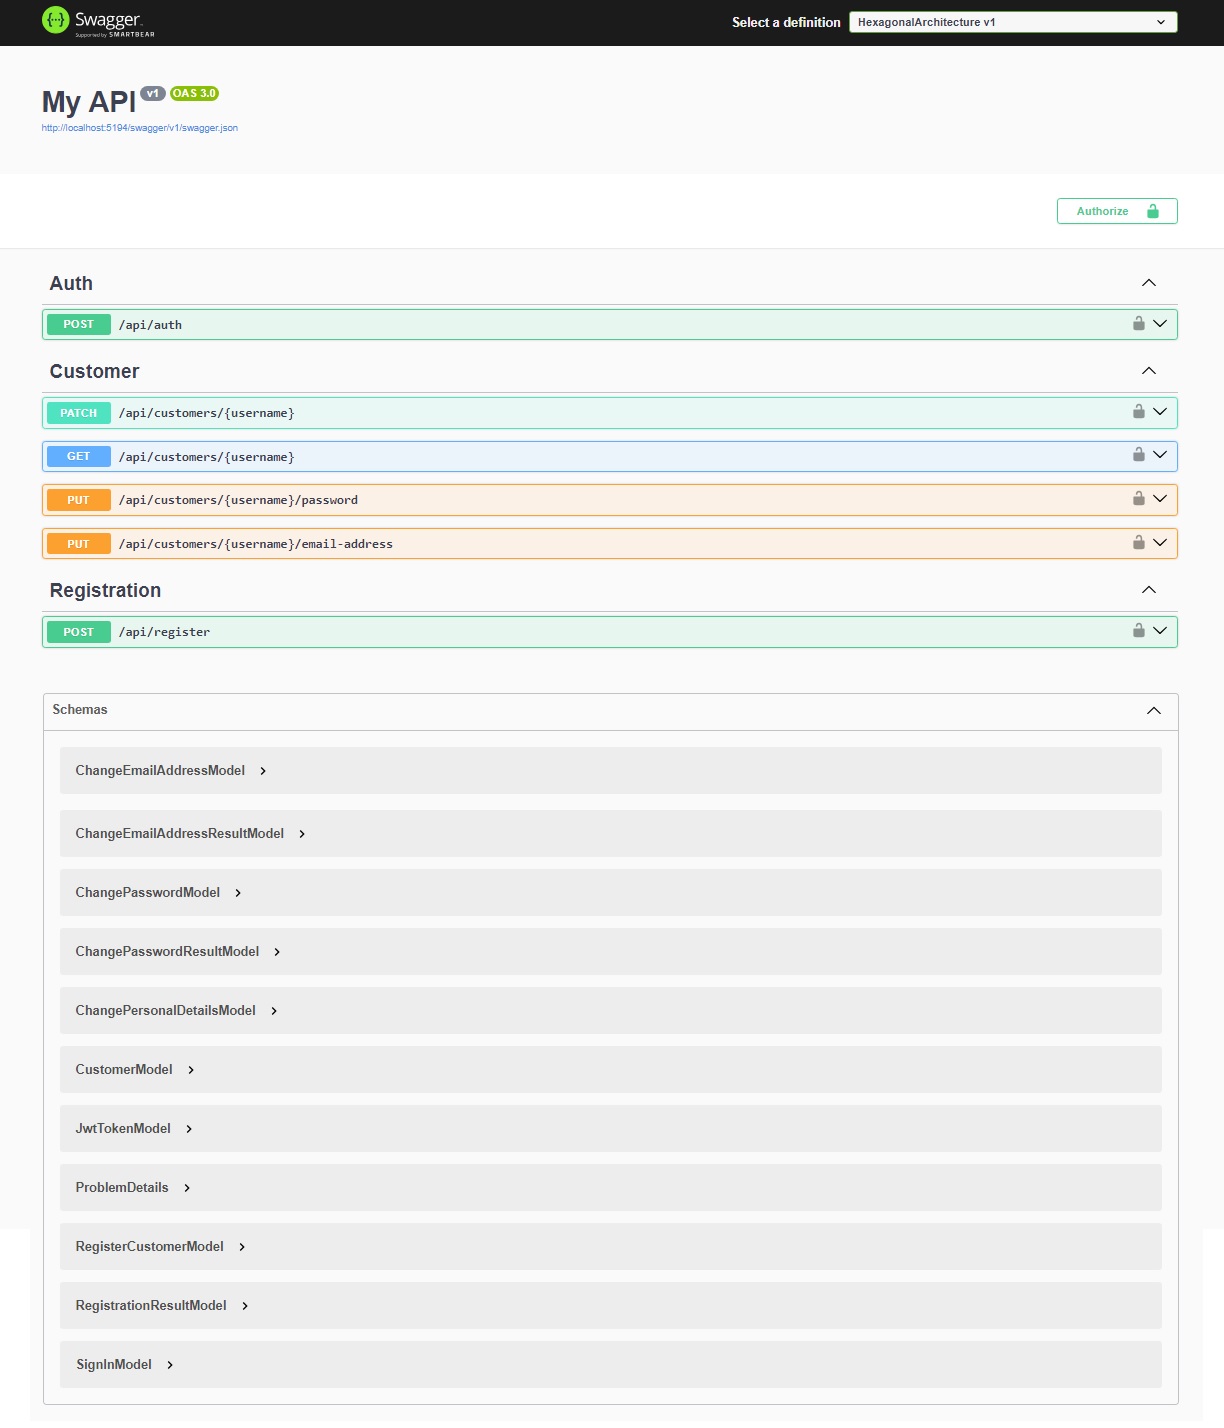 Swagger
Supported by SMARTBEAR
Select a definition
HexagonalArchitecture v1
My API v1 OAS 3.0
http://localhost:5194/swagger/v1/swagger.json
Authorize
Auth
POST /api/auth
Customer
PATCH /api/customers/{username}
GET /api/customers/{username}
PUT /api/customers/{username}/password
PUT /api/customers/{username}/email-address
Registration
POST /api/register
Schemas
ChangeEmailAddressModel
ChangeEmailAddressResultModel
ChangePasswordModel
ChangePasswordResultModel
ChangePersonalDetailsModel
CustomerModel
JwtTokenModel
ProblemDetails
RegisterCustomerModel
RegistrationResultModel
SignInModel